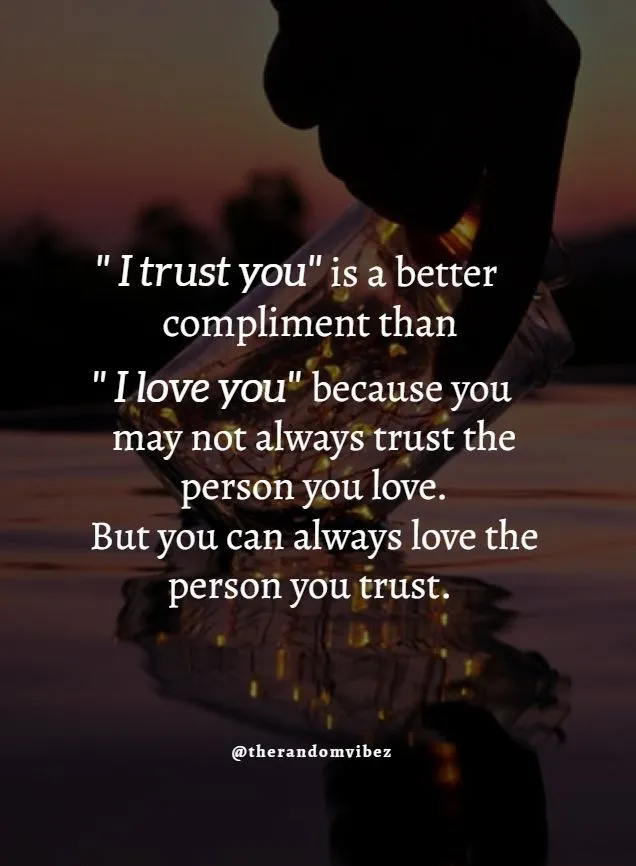 " I trust you" is a better
compliment than
" I love you" because you
may not always trust the
person you love.
But you can always love the
person you trust.
@therandomvibez